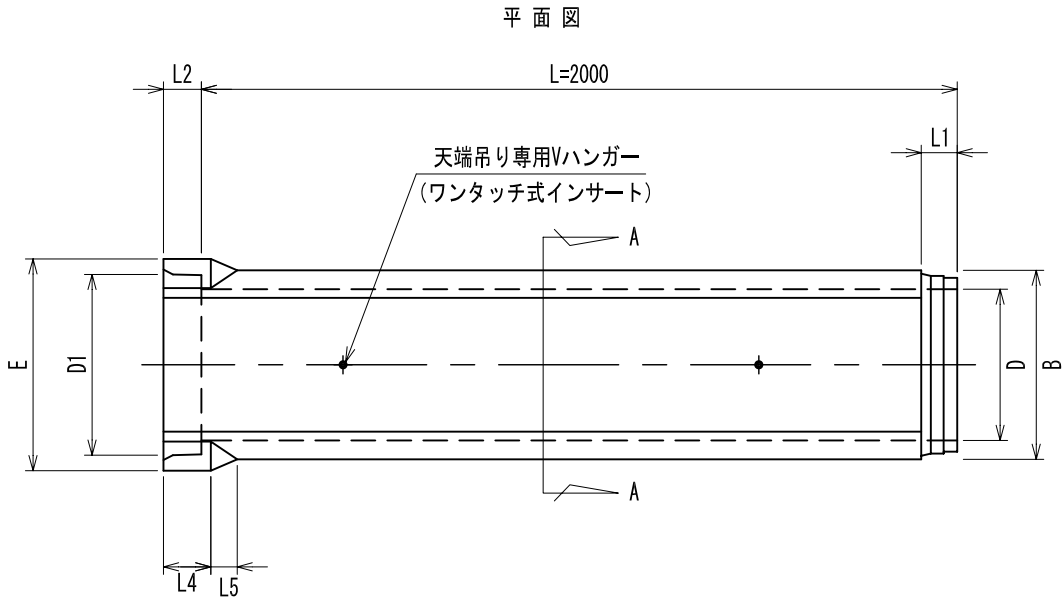 平面図
L2
L=2000
L1
天端吊り専用Vハンガー
(ワンタッチ式インサート)
A
E
D1
D
B
A
L4
L5